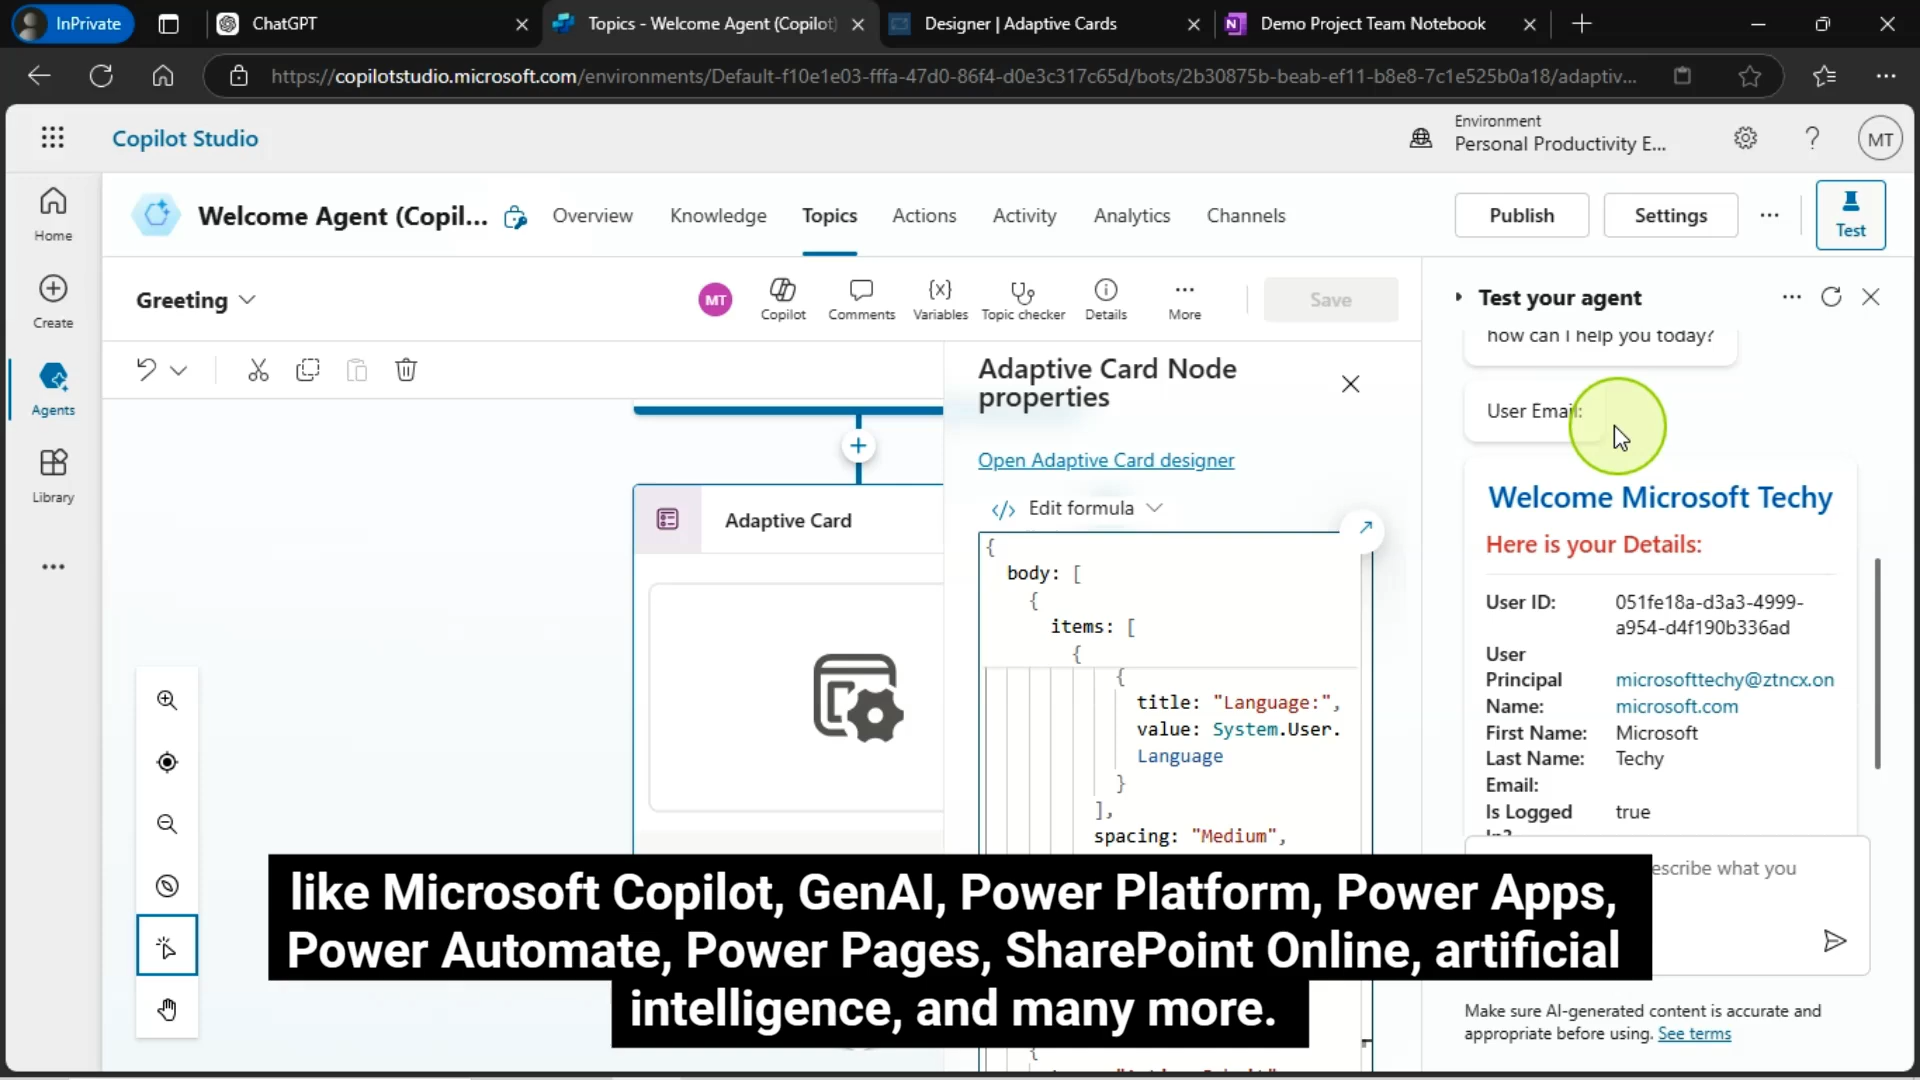 InPrivate
ChatGPT
Topics - Welcome Agent (Copilot)
Designer | Adaptive Cards
Demo Project Team Notebook
https://copilotstudio.microsoft.com/environments/Default-f10e1e03-fffa-47d0-86f4-d0e3c317c65d/bots/2b30875b-beab-ef11-b8e8-7c1e525b0a18/adaptiv...
Copilot Studio
Environment
Personal Productivity E...
MT
Home
Create
Agents
Library
Welcome Agent (Copil...
Overview
Knowledge
Topics
Actions
Activity
Analytics
Channels
Publish
Settings
Test
Greeting
MT
Copilot
Comments
Variables
Topic checker
Details
More
Save
Adaptive Card
Adaptive Card Node
properties
Open Adaptive Card designer
</> Edit formula
{
body: [
{
items: [
{
{
title: "Language:",
value: System.User.
Language
}
],
spacing: "Medium",
{
Test your agent
how can I help you today?
User Email:
Welcome Microsoft Techy
Here is your Details:
User ID: 051fe18a-d3a3-4999-
a954-d4f190b336ad
User
Principal microsofttechy@ztncx.on
Name: microsoft.com
First Name: Microsoft
Last Name: Techy
Email:
Is Logged true
In?
escribe what you
Make sure AI-generated content is accurate and
appropriate before using. See terms
like Microsoft Copilot, GenAI, Power Platform, Power Apps,
Power Automate, Power Pages, SharePoint Online, artificial
intelligence, and many more.